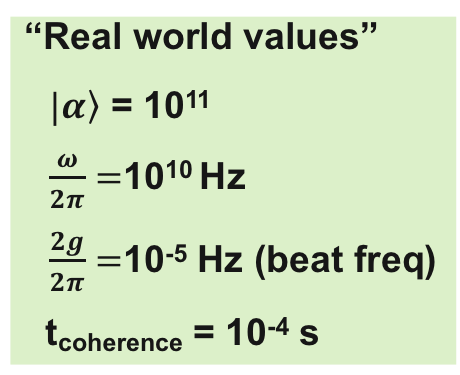 “Real world values”
|α⟩ = 10¹¹
ω/2π =10¹⁰ Hz
2g/2π =10⁻⁵ Hz (beat freq)
t_coherence = 10⁻⁴ s